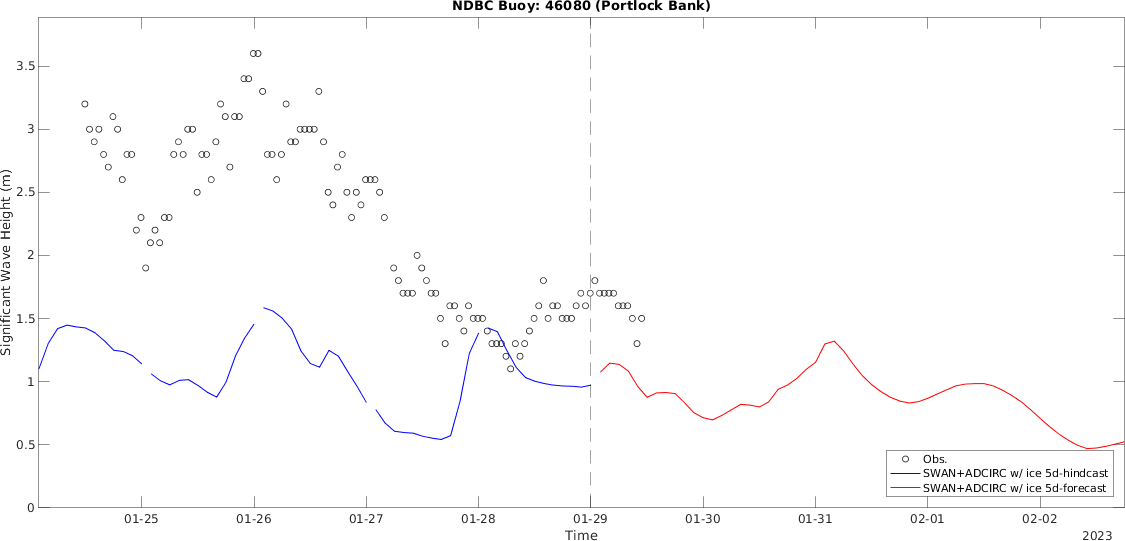 NDBC Buoy: 46080 (Portlock Bank)
Significant Wave Height (m)
3.5
3
2.5
2
1.5
1
0.5
0
Obs.
SWAN+ADCIRC w/ ice 5d-hindcast
SWAN+ADCIRC w/ ice 5d-forecast
01-25 01-26 01-27 01-28 01-29 01-30 01-31 02-01 02-02
Time
2023